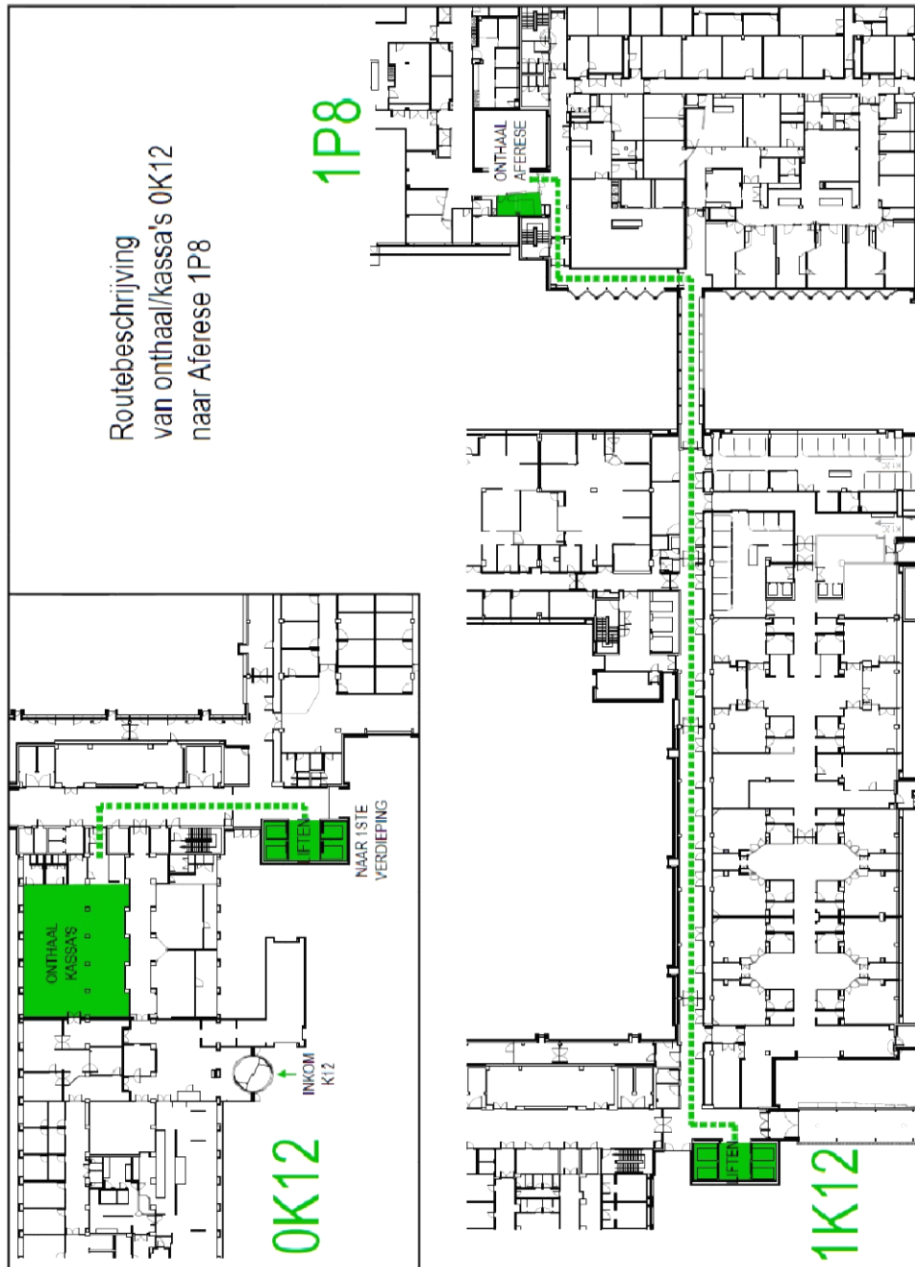 Routebeschrijving
van onthaal/kassa's 0K12
naar Aferese 1P8
1P8
ONTHAAL
AFERESE
ONTHAAL
KASSA'S
LIFTEN
NAAR 1STE
VERDIEPING
INKOM
K12
0K12
LIFTEN
1K12